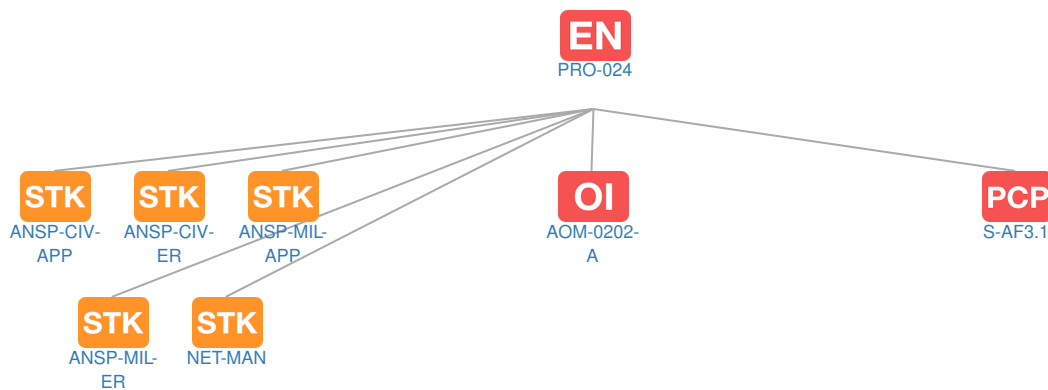 EN
PRO-024
STK STK STK OI PCP
ANSP-CIV- ANSP-CIV- ANSP-MIL- AOM-0202- S-AF3.1
APP ER APP A
STK STK
ANSP-MIL- NET-MAN
ER